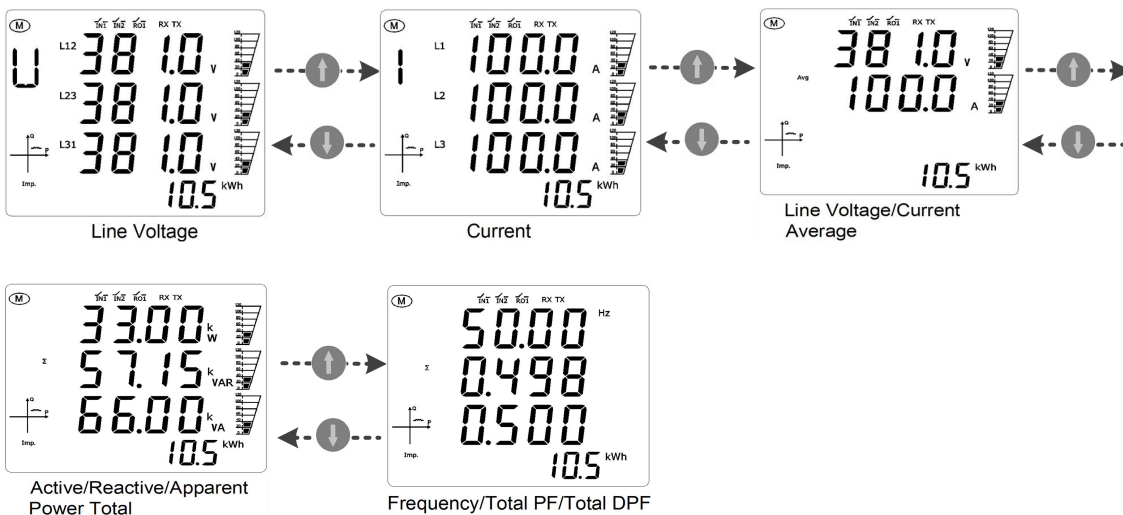 M IN1 IN2 RO1 RX TX
U L12 381.0 V
L23 381.0 V
L31 381.0 V
Q P
Imp. 10.5 kWh
Line Voltage
M IN1 IN2 RO1 RX TX
I L1 100.0 A
L2 100.0 A
L3 100.0 A
Q P
Imp. 10.5 kWh
Current
M IN1 IN2 RO1 RX TX
381.0 V
Avg 100.0 A
Q P
Imp. 10.5 kWh
Line Voltage/Current
Average
M IN1 IN2 RO1 RX TX
33.00 k W
Σ 57.15 k VAR
66.00 k VA
Q P
Imp. 10.5 kWh
Active/Reactive/Apparent
Power Total
M IN1 IN2 RO1 RX TX
50.00 Hz
Σ 0.498
0.500
Q P
Imp. 10.5 kWh
Frequency/Total PF/Total DPF